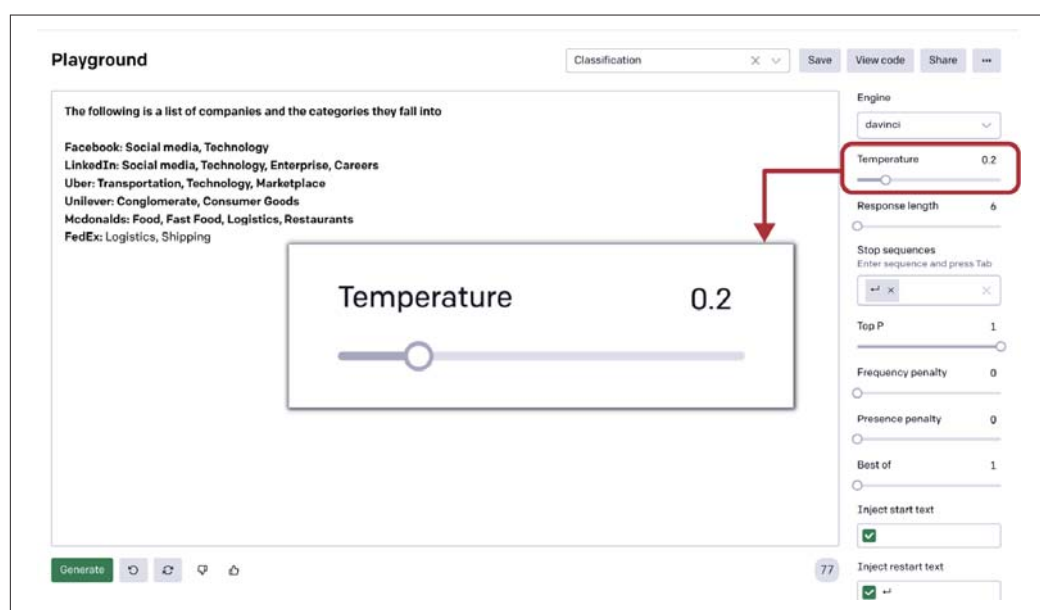 Playground
Classification
Save
View code
Share
The following is a list of companies and the categories they fall into
Facebook: Social media, Technology
LinkedIn: Social media, Technology, Enterprise, Careers
Uber: Transportation, Technology, Marketplace
Unilever: Conglomerate, Consumer Goods
Mcdonalds: Food, Fast Food, Logistics, Restaurants
FedEx: Logistics, Shipping
Temperature 0.2
Engine
davinci
Temperature 0.2
Response length 6
Stop sequences
Enter sequence and press Tab
↵ ×
Top P 1
Frequency penalty 0
Presence penalty 0
Best of 1
Inject start text
Inject restart text
↵
Generate
77